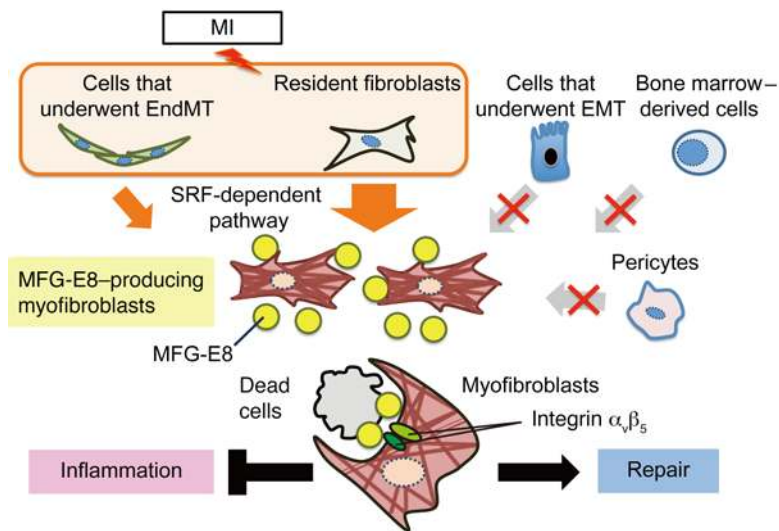 MI
Cells that
underwent EndMT
Resident fibroblasts
Cells that
underwent EMT
Bone marrow–
derived cells
SRF-dependent
pathway
MFG-E8–producing
myofibroblasts
Pericytes
MFG-E8
Dead
cells
Myofibroblasts
Integrin αvβ5
Inflammation
Repair